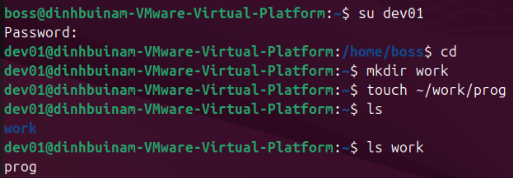 boss@dinhbuinam-VMware-Virtual-Platform:~$ su dev01
Password:
dev01@dinhbuinam-VMware-Virtual-Platform:/home/boss$ cd
dev01@dinhbuinam-VMware-Virtual-Platform:~$ mkdir work
dev01@dinhbuinam-VMware-Virtual-Platform:~$ touch ~/work/prog
dev01@dinhbuinam-VMware-Virtual-Platform:~$ ls
work
dev01@dinhbuinam-VMware-Virtual-Platform:~$ ls work
prog